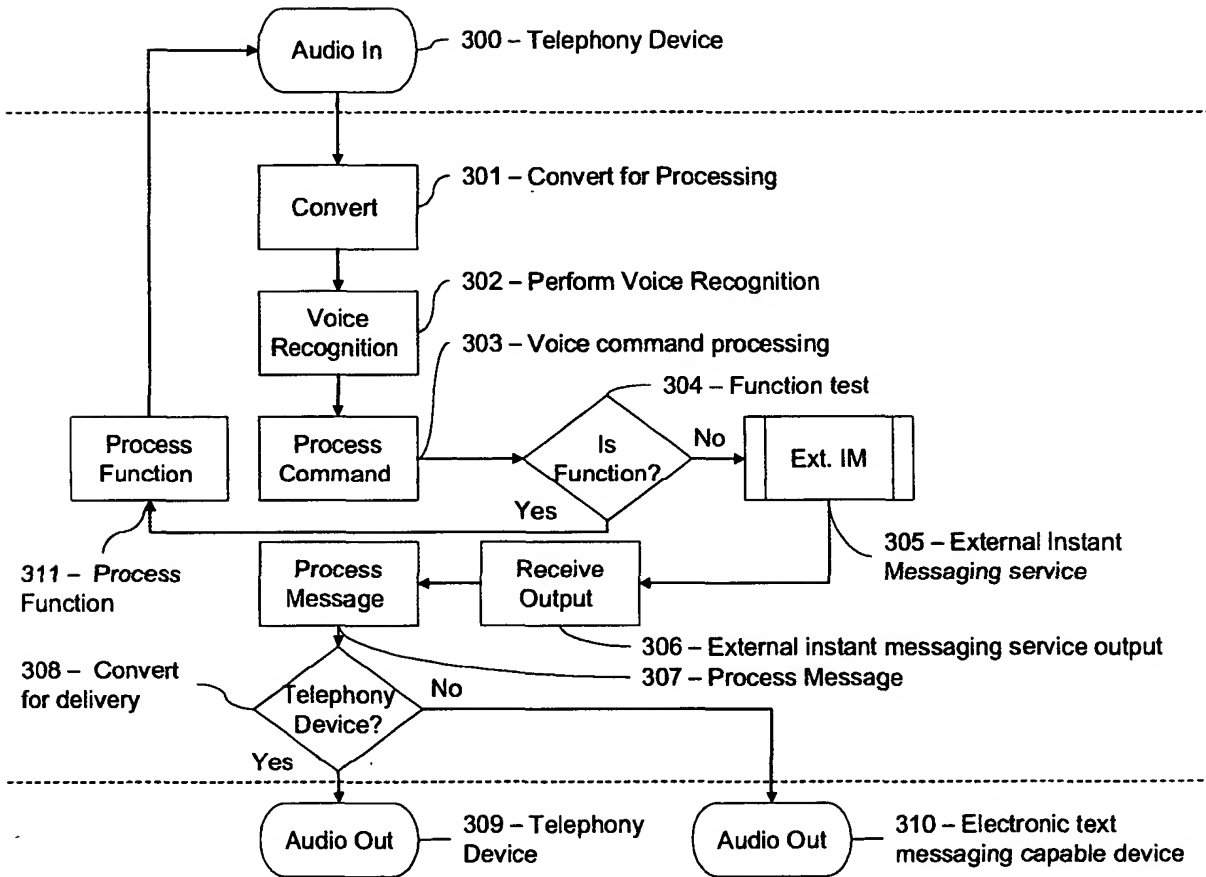 Audio In
300 – Telephony Device
Convert
301 – Convert for Processing
Voice
Recognition
302 – Perform Voice Recognition
303 – Voice command processing
304 – Function test
Process
Function
Process
Command
Is
Function?
No
Ext. IM
Yes
311 – Process
Function
Process
Message
Receive
Output
305 – External Instant
Messaging service
306 – External instant messaging service output
307 – Process Message
308 – Convert
for delivery
Telephony
Device?
No
Yes
Audio Out
309 – Telephony
Device
Audio Out
310 – Electronic text
messaging capable device